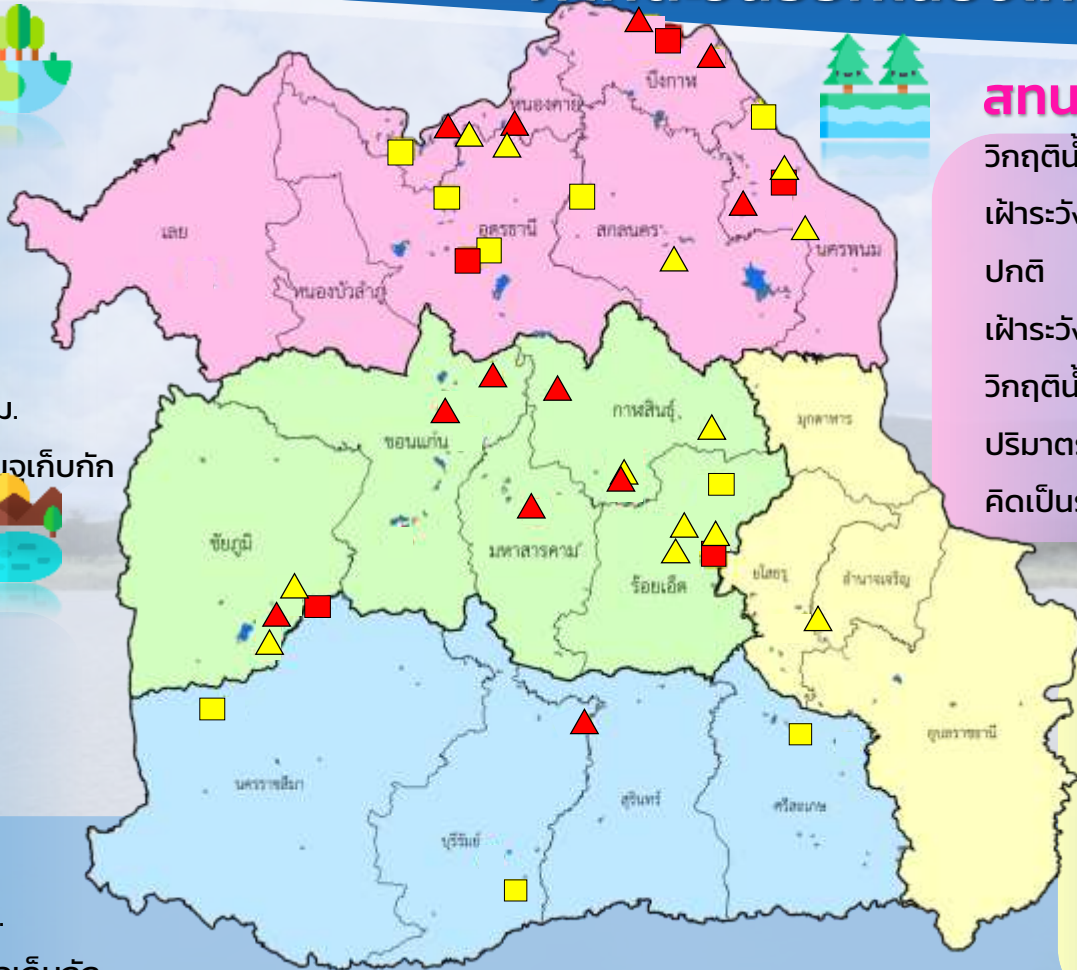 สทน
วิกฤติน้
เฝ้าระวัง
ปกติ
เฝ้าระวัง
วิกฤติน้
ปริมาตร
คิดเป็นร
ม.
มจุเก็บกัก
บึงกาฬ
หนองคาย
เลย
อุดรธานี
สกลนคร
นครพนม
หนองบัวลำภู
กาฬสินธุ์
มุกดาหาร
ขอนแก่น
ชัยภูมิ
มหาสารคาม
ร้อยเอ็ด
ยโสธร
อำนาจเจริญ
อุบลราชธานี
นครราชสีมา
สุรินทร์
ศรีสะเกษ
บุรีรัมย์